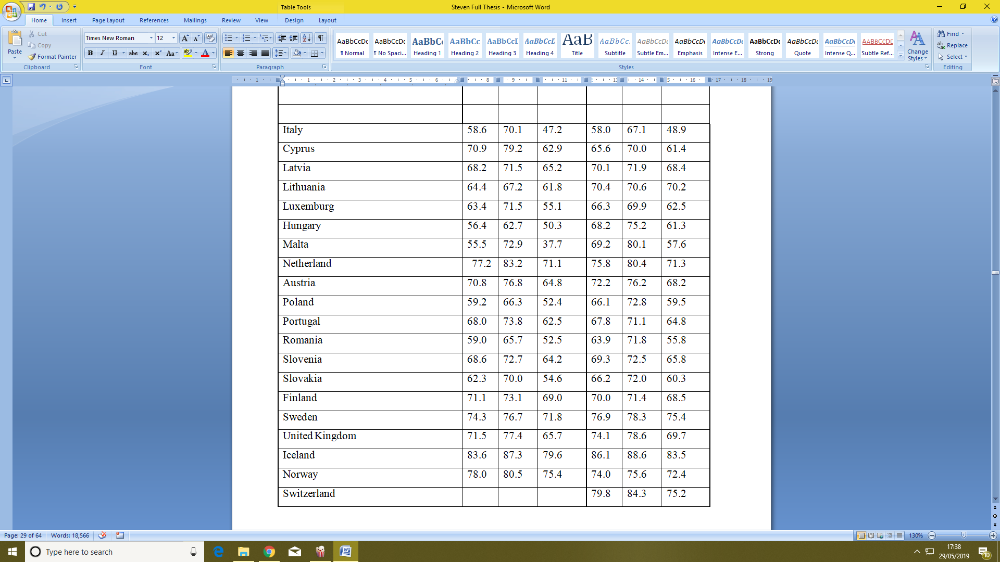 Table Tools
Steven Full Thesis - Microsoft Word
Home Insert Page Layout References Mailings Review View Design Layout
Paste
Cut
Copy
Format Painter
Clipboard
Times New Roman 12
Font
Paragraph
AaBbCcDc AaBbCcDc AaBbC AaBbCc AaBbCcD AaBbCcD AaB AaBbCc. AaBbCcDc AaBbCcDc AaBbCcDc AaBbCcDc AaBbCcDc AaBbCcDc AABBCCDD
¶ Normal ¶ No Spaci... Heading 1 Heading 2 Heading 3 Heading 4 Title Subtitle Subtle Em... Emphasis Intense E... Strong Quote Intense Q... Subtle Ref...
Styles
Change Styles
Find
Replace
Select
Editing
1 1 2 3 4 5 6 8 9 11 14 5 16 17 18 19
Italy 58.6 70.1 47.2 58.0 67.1 48.9
Cyprus 70.9 79.2 62.9 65.6 70.0 61.4
Latvia 68.2 71.5 65.2 70.1 71.9 68.4
Lithuania 64.4 67.2 61.8 70.4 70.6 70.2
Luxemburg 63.4 71.5 55.1 66.3 69.9 62.5
Hungary 56.4 62.7 50.3 68.2 75.2 61.3
Malta 55.5 72.9 37.7 69.2 80.1 57.6
Netherland 77.2 83.2 71.1 75.8 80.4 71.3
Austria 70.8 76.8 64.8 72.2 76.2 68.2
Poland 59.2 66.3 52.4 66.1 72.8 59.5
Portugal 68.0 73.8 62.5 67.8 71.1 64.8
Romania 59.0 65.7 52.5 63.9 71.8 55.8
Slovenia 68.6 72.7 64.2 69.3 72.5 65.8
Slovakia 62.3 70.0 54.6 66.2 72.0 60.3
Finland 71.1 73.1 69.0 70.0 71.4 68.5
Sweden 74.3 76.7 71.8 76.9 78.3 75.4
United Kingdom 71.5 77.4 65.7 74.1 78.6 69.7
Iceland 83.6 87.3 79.6 86.1 88.6 83.5
Norway 78.0 80.5 75.4 74.0 75.6 72.4
Switzerland 79.8 84.3 75.2
Page: 29 of 64 Words: 18,566 130%
Type here to search
17:38
29/05/2019
10